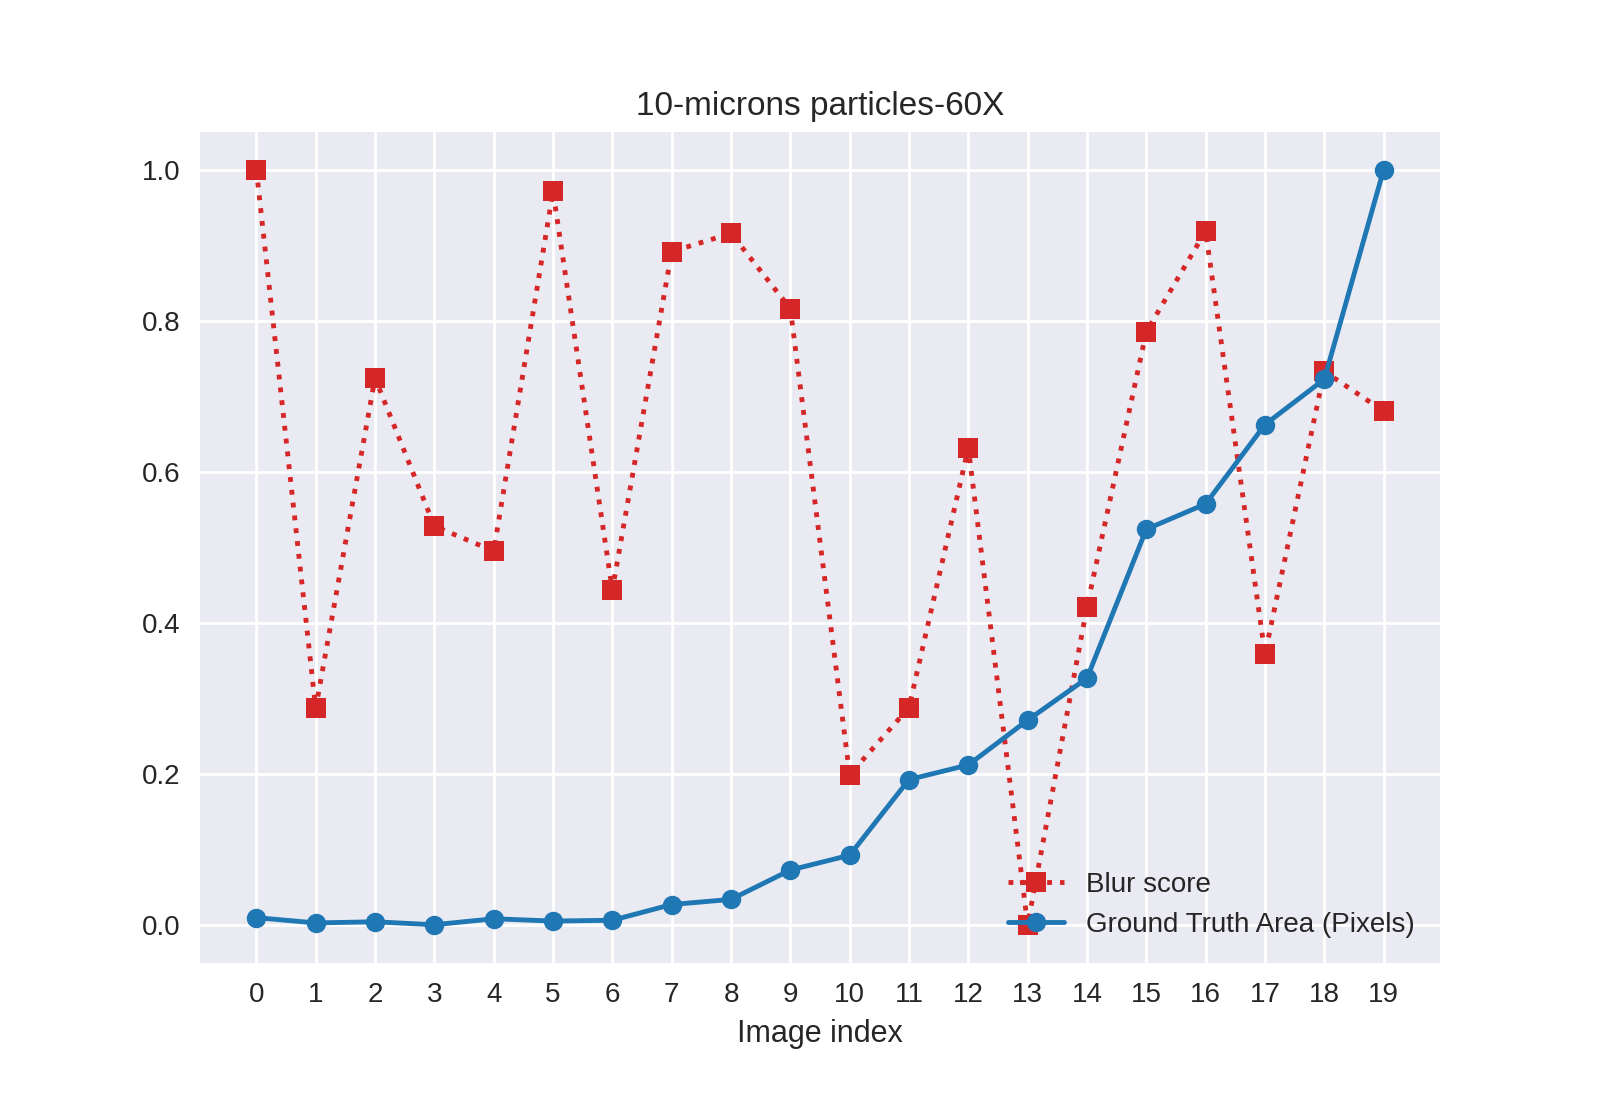 10-microns particles-60X
1.0
0.8
0.6
0.4
0.2
0.0
Blur score
Ground Truth Area (Pixels)
0 1 2 3 4 5 6 7 8 9 10 11 12 13 14 15 16 17 18 19
Image index